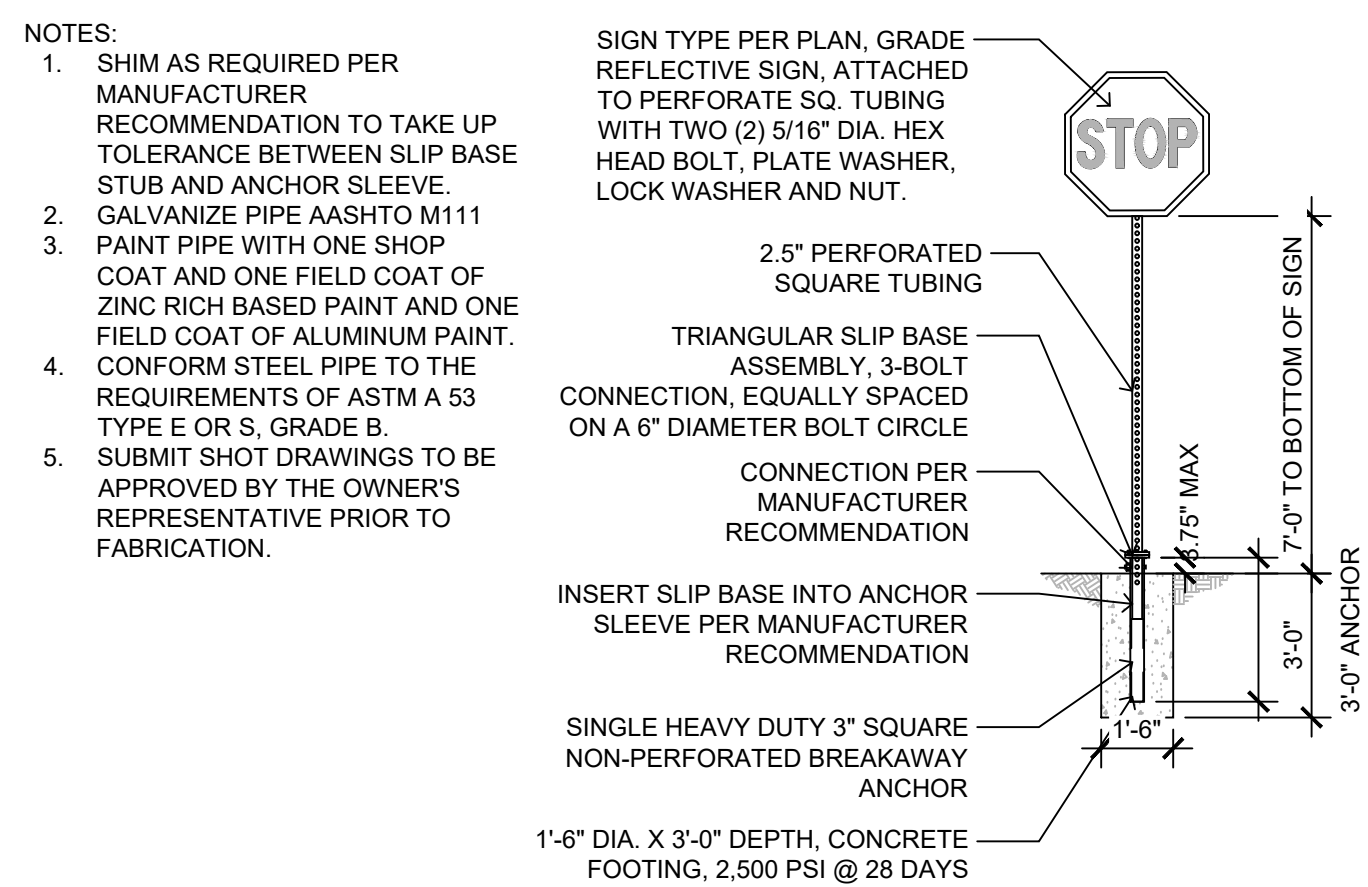 NOTES:
1. SHIM AS REQUIRED PER
MANUFACTURER
RECOMMENDATION TO TAKE UP
TOLERANCE BETWEEN SLIP BASE
STUB AND ANCHOR SLEEVE.
2. GALVANIZE PIPE AASHTO M111
3. PAINT PIPE WITH ONE SHOP
COAT AND ONE FIELD COAT OF
ZINC RICH BASED PAINT AND ONE
FIELD COAT OF ALUMINUM PAINT.
4. CONFORM STEEL PIPE TO THE
REQUIREMENTS OF ASTM A 53
TYPE E OR S, GRADE B.
5. SUBMIT SHOT DRAWINGS TO BE
APPROVED BY THE OWNER'S
REPRESENTATIVE PRIOR TO
FABRICATION.
SIGN TYPE PER PLAN, GRADE
REFLECTIVE SIGN, ATTACHED
TO PERFORATE SQ. TUBING
WITH TWO (2) 5/16" DIA. HEX
HEAD BOLT, PLATE WASHER,
LOCK WASHER AND NUT.
2.5" PERFORATED
SQUARE TUBING
TRIANGULAR SLIP BASE
ASSEMBLY, 3-BOLT
CONNECTION, EQUALLY SPACED
ON A 6" DIAMETER BOLT CIRCLE
CONNECTION PER
MANUFACTURER
RECOMMENDATION
INSERT SLIP BASE INTO ANCHOR
SLEEVE PER MANUFACTURER
RECOMMENDATION
SINGLE HEAVY DUTY 3" SQUARE
NON-PERFORATED BREAKAWAY
ANCHOR
1'-6" DIA. X 3'-0" DEPTH, CONCRETE
FOOTING, 2,500 PSI @ 28 DAYS
STOP
3.75" MAX
7'-0" TO BOTTOM OF SIGN
3'-0"
3'-0" ANCHOR
1'-6"